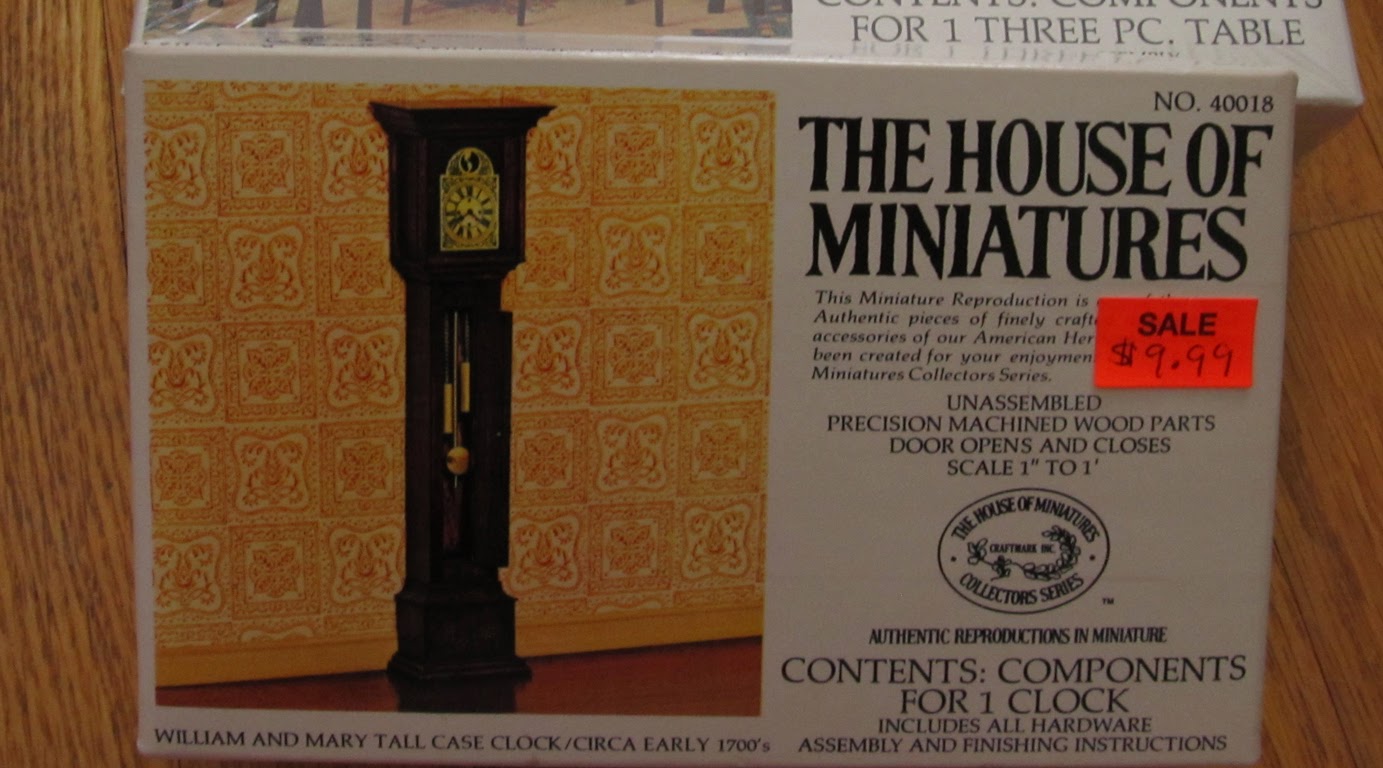 CONTENTS: COMPONENTS
FOR 1 THREE PC. TABLE
NO. 40018
THE HOUSE OF
MINIATURES
This Miniature Reproduction is
Authentic pieces of finely
accessories of our American
been created for your
Miniatures Collectors Series.
SALE
$9.99
UNASSEMBLED
PRECISION MACHINED WOOD PARTS
DOOR OPENS AND CLOSES
SCALE 1" TO 1'
THE HOUSE OF MINIATURES
CRAFTMARK INC.
COLLECTORS SERIES
TM
AUTHENTIC REPRODUCTIONS IN MINIATURE
CONTENTS: COMPONENTS
FOR 1 CLOCK
INCLUDES ALL HARDWARE
ASSEMBLY AND FINISHING INSTRUCTIONS
WILLIAM AND MARY TALL CASE CLOCK/CIRCA EARLY 1700's